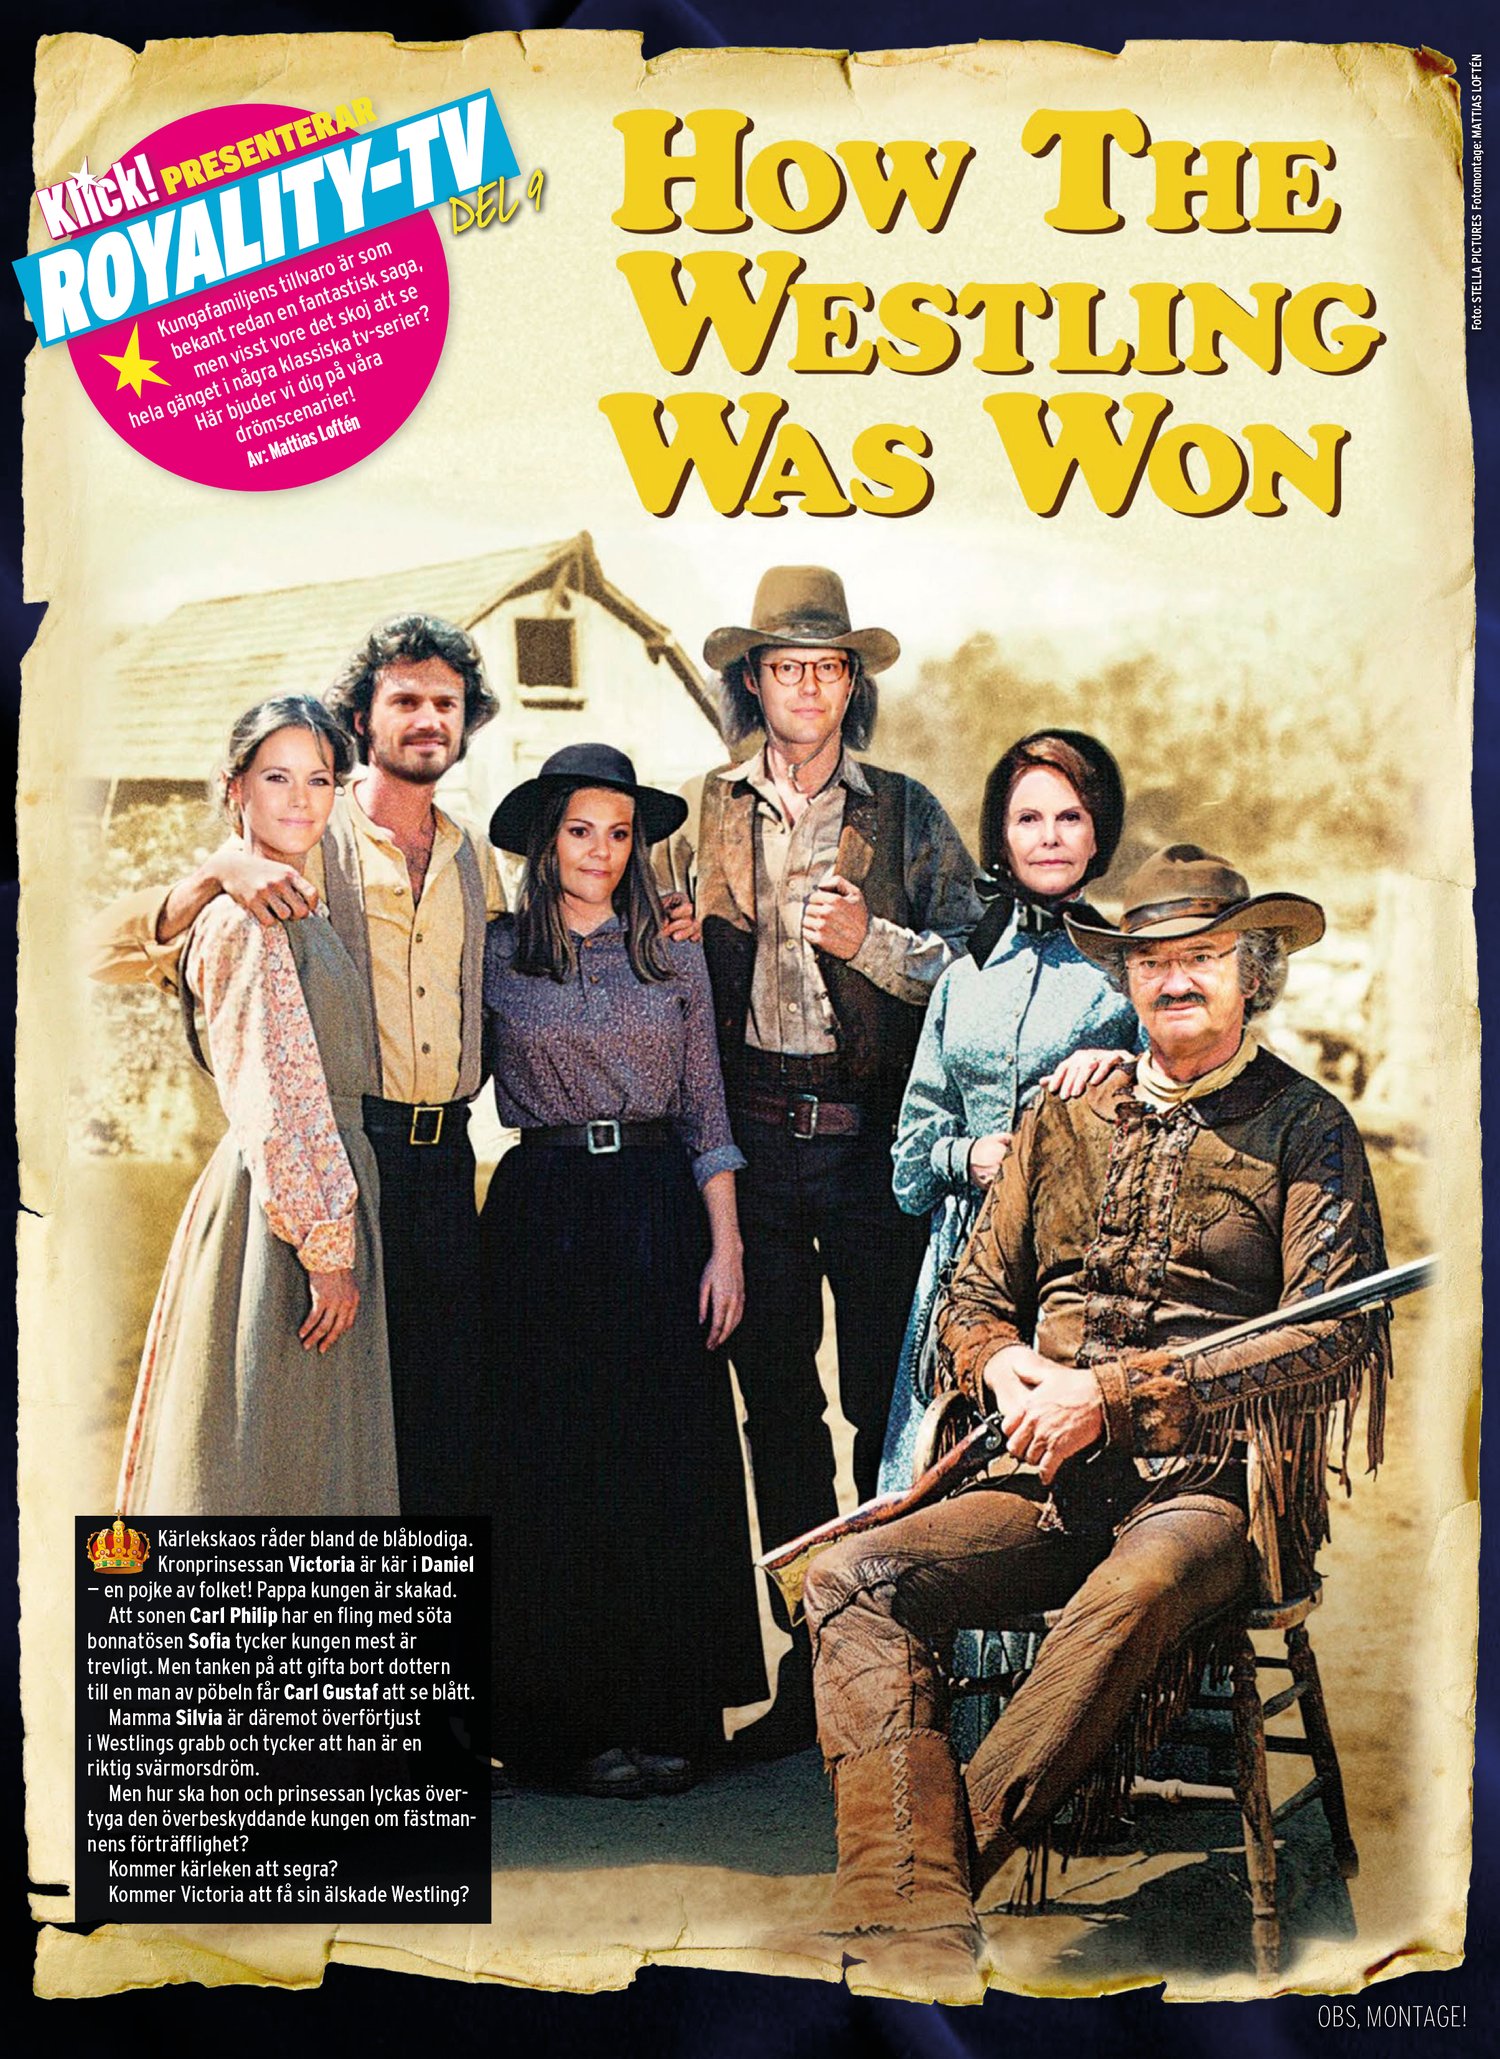 Klick! PRESENTERAR
ROYALITY-TV
DEL 9
Kungafamiljens tillvaro är som
bekant redan en fantastisk saga,
men visst vore det skoj att se
hela gänget i några klassiska tv-serier?
Här bjuder vi dig på våra
drömscenarier!
Av: Mattias Loftén
HOW THE
WESTLING
WAS WON
Foto: STELLA PICTURES Fotomontage: MATTIAS LOFTÉN
Kärlekskaos råder bland de blåblodiga.
Kronprinsessan Victoria är kär i Daniel
– en pojke av folket! Pappa kungen är skakad.
Att sonen Carl Philip har en fling med söta
bonnatösen Sofia tycker kungen mest är
trevligt. Men tanken på att gifta bort dottern
till en man av pöbeln får Carl Gustaf att se blått.
Mamma Silvia är däremot överförtjust
i Westlings grabb och tycker att han är en
riktig svärmorsdröm.
Men hur ska hon och prinsessan lyckas över-
tyga den överbeskyddande kungen om fästman-
nens förträfflighet?
Kommer kärleken att segra?
Kommer Victoria att få sin älskade Westling?
OBS, MONTAGE!